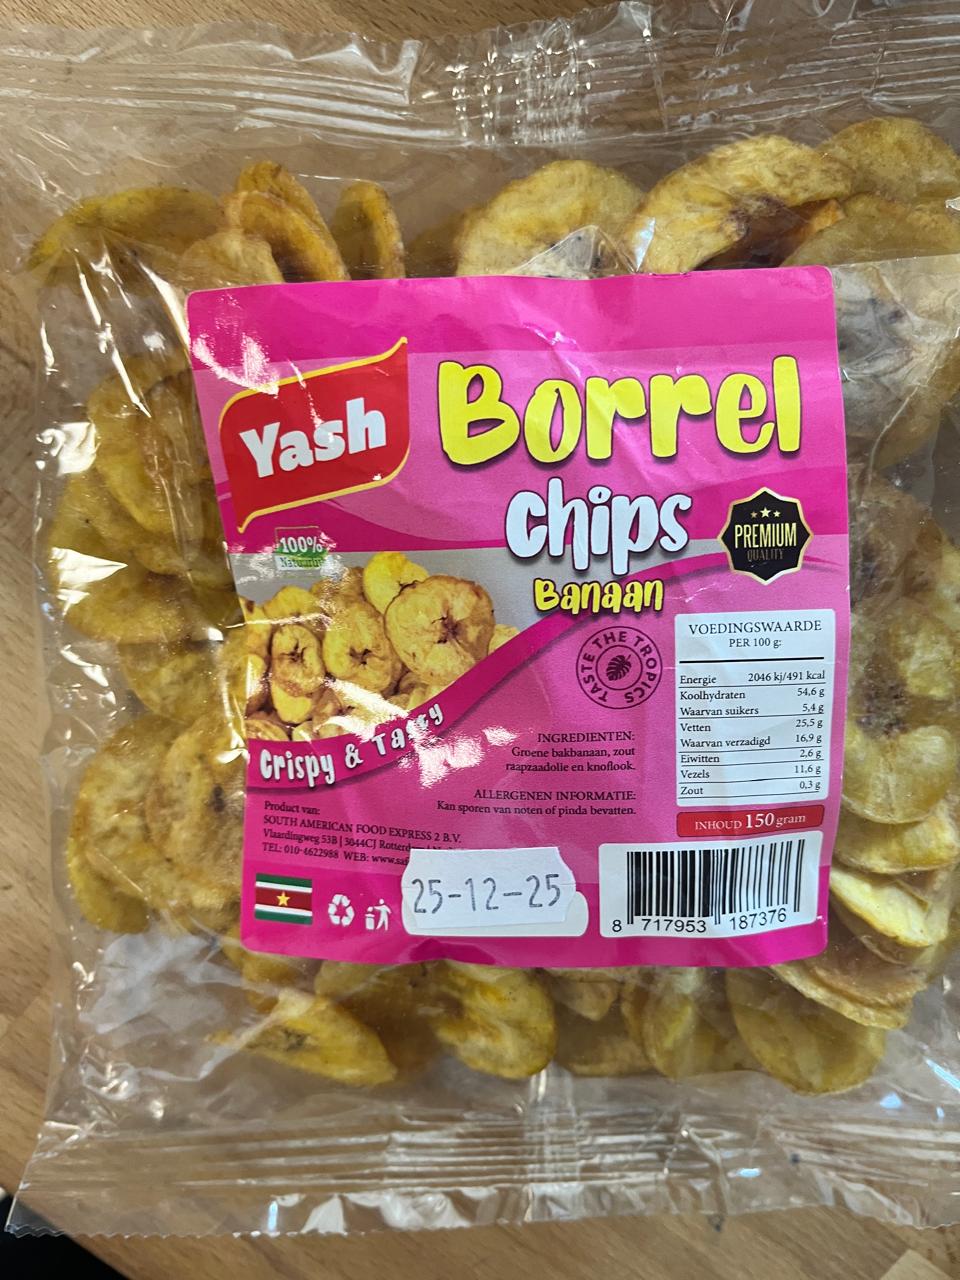 Yash
Borrel
Chips
Banaan
PREMIUM
QUALITY
100%
Natuurlijk
TASTE THE TROPICS
Crispy & Tasty
VOEDINGSWAARDE
PER 100 g:
Energie 2046 kj/491 kcal
Koolhydraten 54,6 g
Waarvan suikers 5,4 g
Vetten 25,5 g
Waarvan verzadigd 16,9 g
Eiwitten 2,6 g
Vezels 11,6 g
Zout 0,3 g
INGREDIENTEN:
Groene bakbanaan, zout
raapzaadolie en knoflook.
ALLERGENEN INFORMATIE:
Kan sporen van noten of pinda bevatten.
INHOUD 150 gram
Product van:
SOUTH AMERICAN FOOD EXPRESS 2 B.V.
Vlaardingweg 53B | 3044CJ
TEL: 010-4622988 WEB:
25-12-25
8 717953 187376